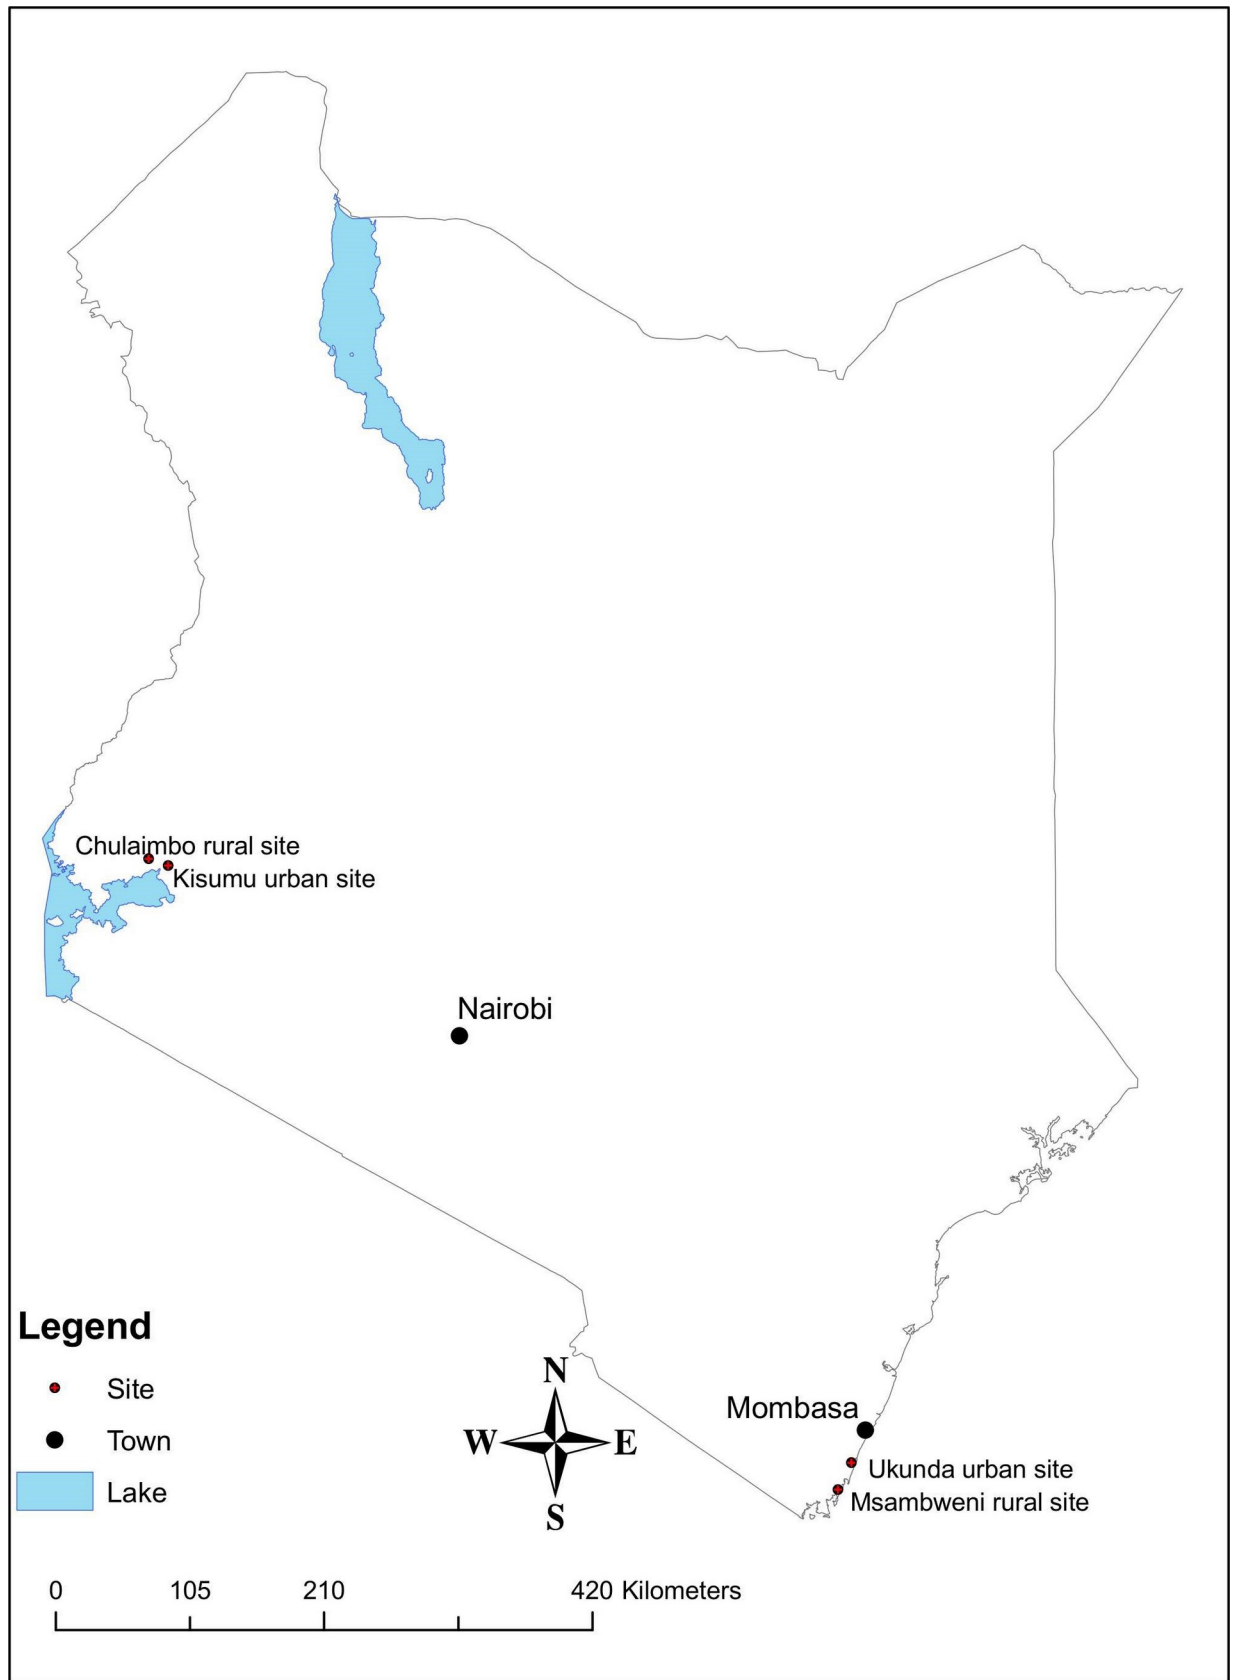 Chulaimbo rural site
Kisumu urban site
Nairobi
Legend
Site
Town
Lake
N
W E
S
Mombasa
Ukunda urban site
Msambweni rural site
0 105 210 420 Kilometers